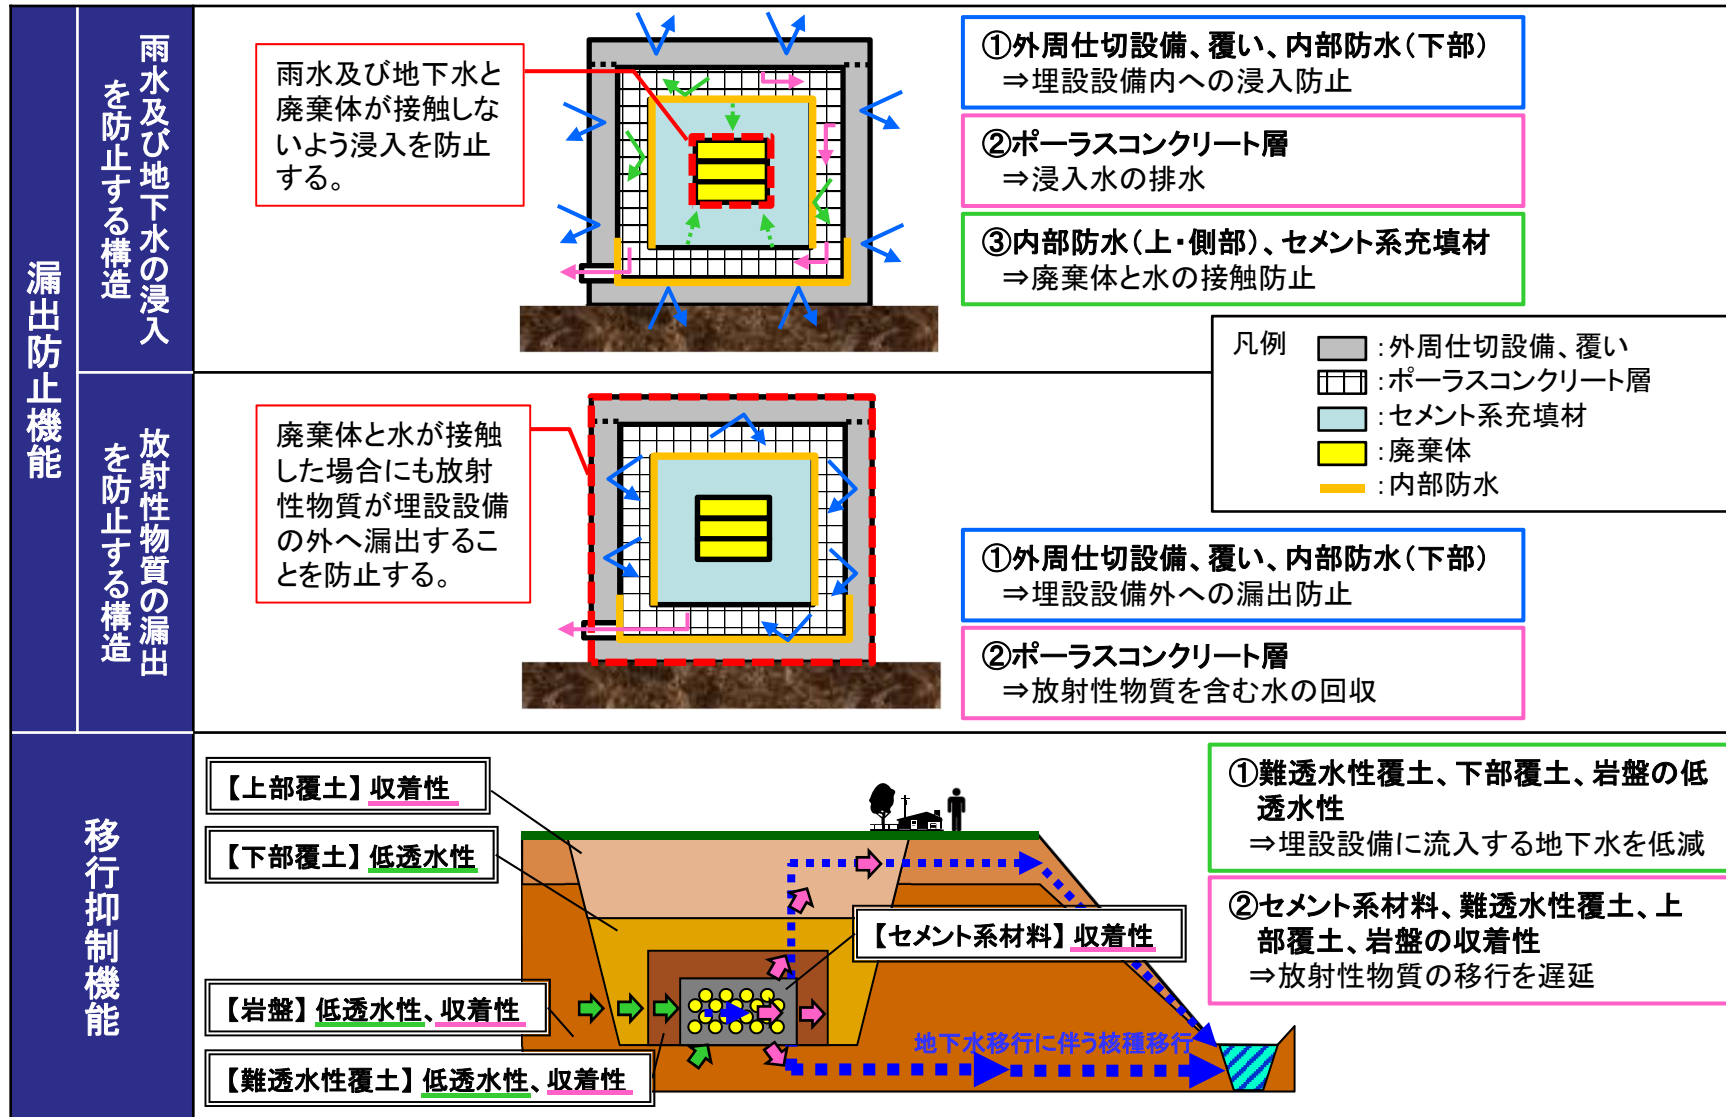 漏出防止機能
雨水及び地下水の浸入
を防止する構造
雨水及び地下水と
廃棄体が接触しな
いよう浸入を防止
する。
①外周仕切設備、覆い、内部防水(下部)
⇒埋設設備内への浸入防止
②ポーラスコンクリート層
⇒浸入水の排水
③内部防水(上・側部)、セメント系充填材
⇒廃棄体と水の接触防止
凡例
:外周仕切設備、覆い
:ポーラスコンクリート層
:セメント系充填材
:廃棄体
:内部防水
放射性物質の漏出
を防止する構造
廃棄体と水が接触
した場合にも放射
性物質が埋設設備
の外へ漏出するこ
とを防止する。
①外周仕切設備、覆い、内部防水(下部)
⇒埋設設備外への漏出防止
②ポーラスコンクリート層
⇒放射性物質を含む水の回収
移行抑制機能
【上部覆土】収着性
【下部覆土】低透水性
【セメント系材料】収着性
【岩盤】低透水性、収着性
【難透水性覆土】低透水性、収着性
地下水移行に伴う核種移行
①難透水性覆土、下部覆土、岩盤の低
透水性
⇒埋設設備に流入する地下水を低減
②セメント系材料、難透水性覆土、上
部覆土、岩盤の収着性
⇒放射性物質の移行を遅延